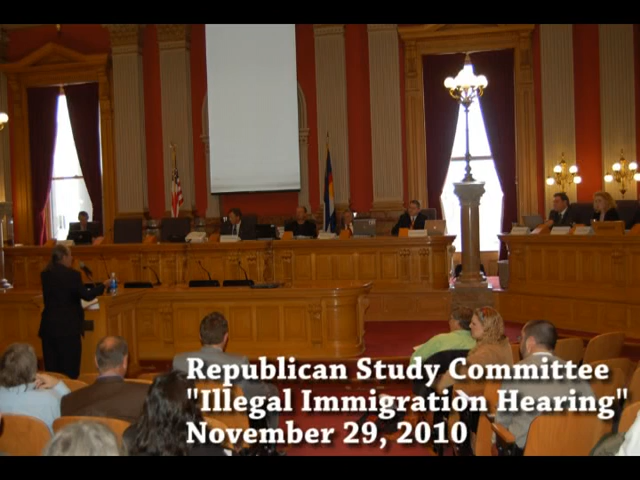 Republican Study Committee
"Illegal Immigration Hearing"
November 29, 2010